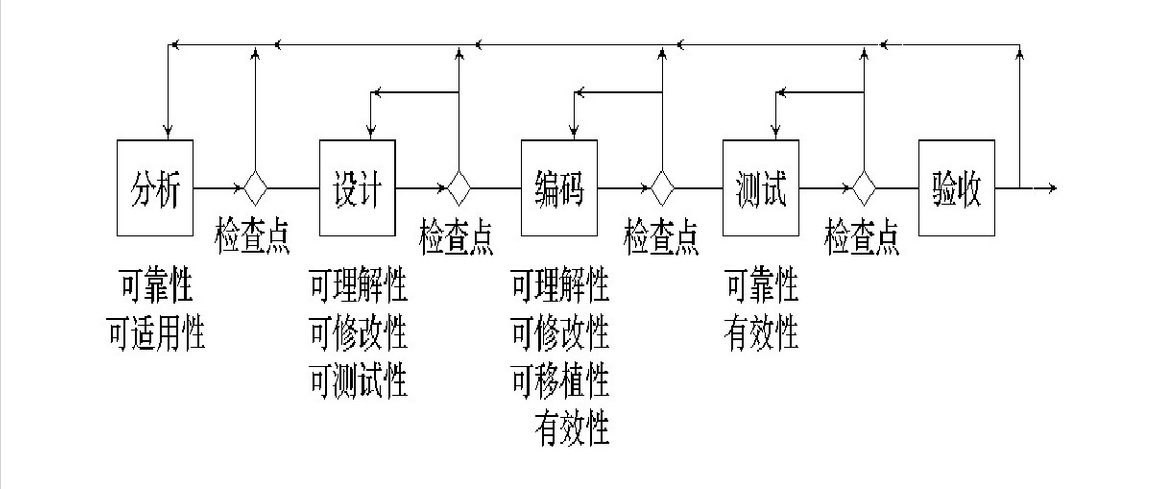 分析
设计
编码
测试
验收
检查点
检查点
检查点
检查点
可靠性
可适用性
可理解性
可修改性
可测试性
可理解性
可修改性
可移植性
有效性
可靠性
有效性